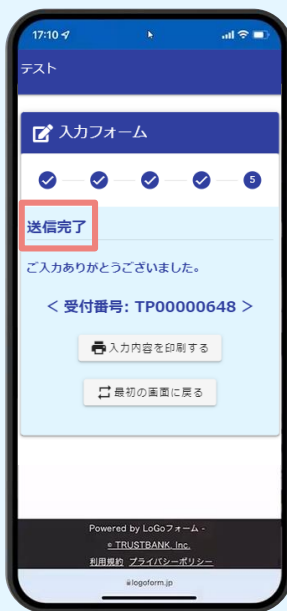 17:10
テスト
入力フォーム
5
送信完了
ご入力ありがとうございました。
< 受付番号: TP00000648 >
入力内容を印刷する
最初の画面に戻る
Powered by LoGoフォーム -
© TRUSTBANK, Inc.
利用規約 プライバシーポリシー
logoform.jp